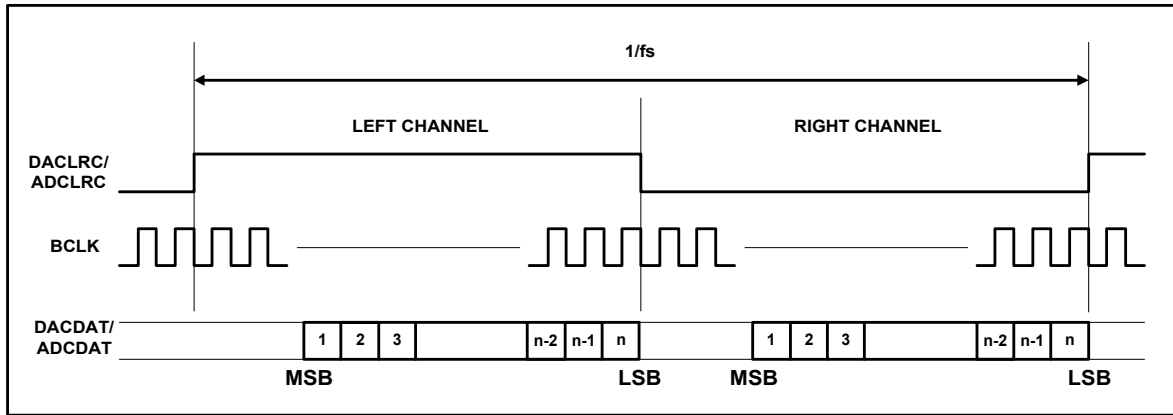 1/fs
LEFT CHANNEL
RIGHT CHANNEL
DACLRC/
ADCLRC
BCLK
DACDAT/
ADCDAT
1 2 3 n-2 n-1 n 1 2 3 n-2 n-1 n
MSB LSB MSB LSB